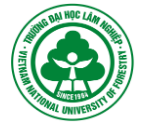 TRƯỜNG ĐẠI HỌC LÂM NGHIỆP
VIETNAM NATIONAL UNIVERSITY OF FORESTRY
SINCE 1964